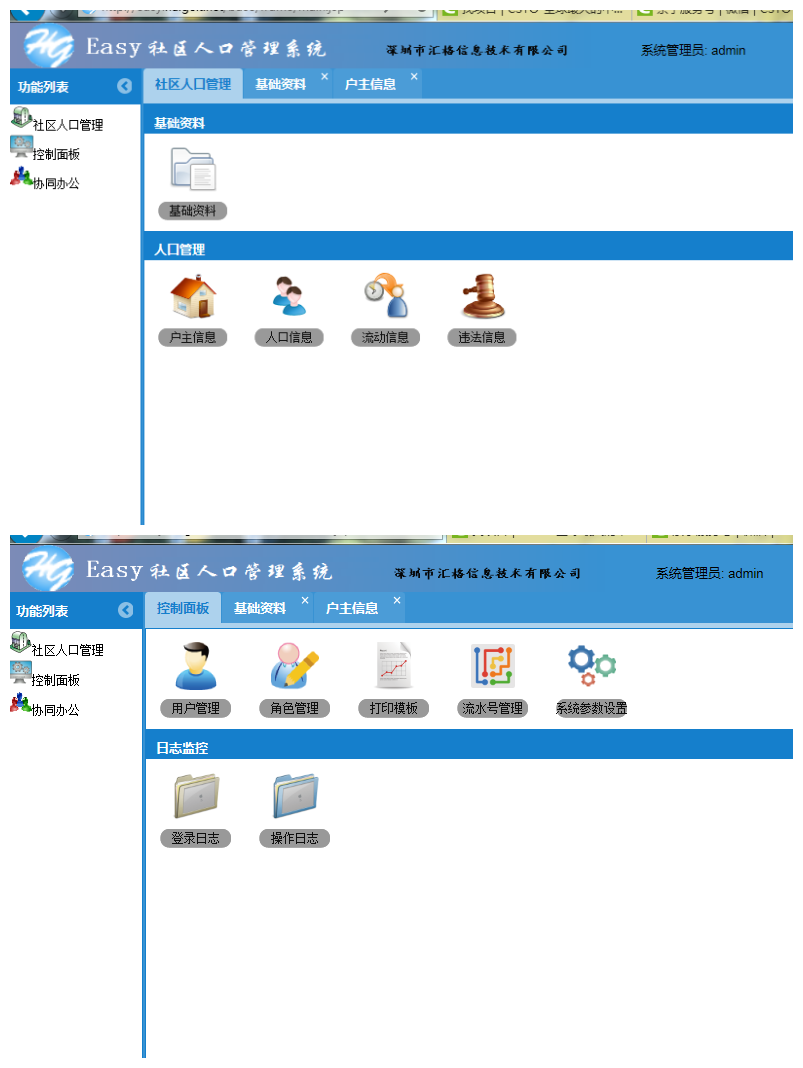 Easy 社区人口管理系统 深圳市汇格信息技术有限公司 系统管理员: admin
功能列表 社区人口管理 基础资料 × 户主信息 ×
社区人口管理
控制面板
协同办公
基础资料
基础资料
人口管理
户主信息 人口信息 流动信息 违法信息
Easy 社区人口管理系统 深圳市汇格信息技术有限公司 系统管理员: admin
功能列表 控制面板 基础资料 × 户主信息 ×
社区人口管理
控制面板
协同办公
用户管理 角色管理 打印模板 流水号管理 系统参数设置
日志监控
登录日志 操作日志